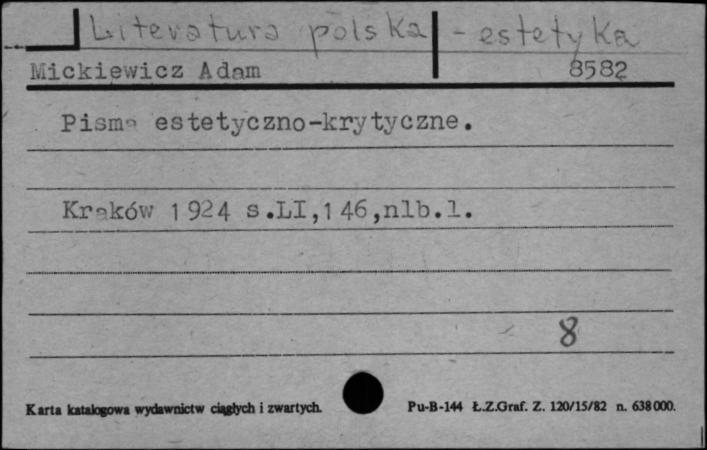 Literatura polska - estetyka
Mickiewicz Adam 8582
Pisma estetyczno-krytyczne.
Kraków 1924 s.LI,146,nlb.1.
8
Karta katalogowa wydawnictw ciągłych i zwartych. Pu-B-144 Ł.Z.Graf. Z. 120/15/82 n. 638000.